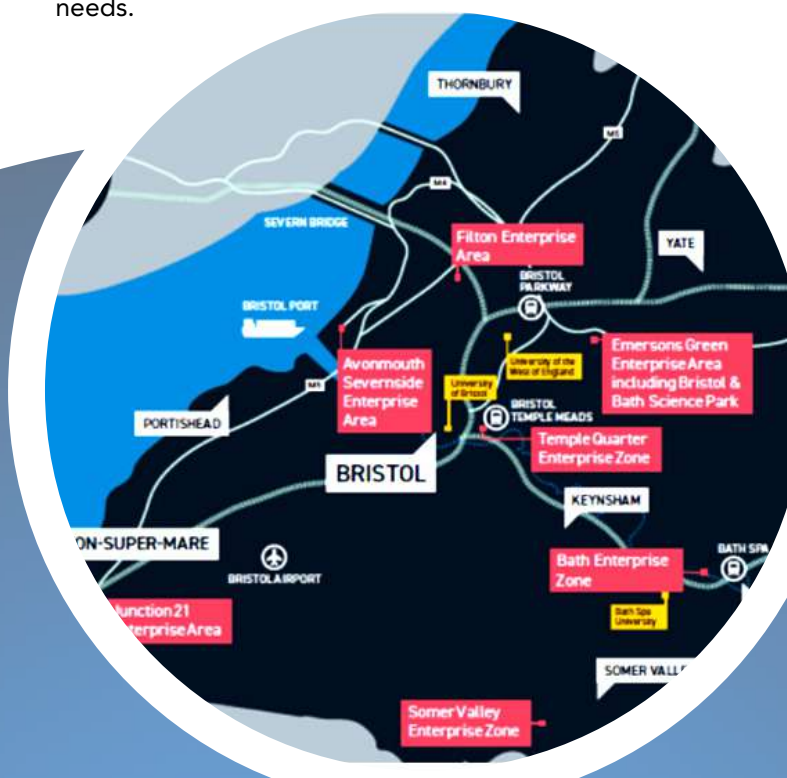 needs.
THORNBURY
M5
M4
SEVERN BRIDGE
Filton Enterprise
Area
YATE
BRISTOL
PARKWAY
BRISTOL PORT
University of the
West of England
Emersons Green
Enterprise Area
including Bristol &
Bath Science Park
Avonmouth
Severnside
Enterprise
Area
M5
University
of Bristol
BRISTOL
TEMPLE MEADS
PORTISHEAD
Temple Quarter
Enterprise Zone
BRISTOL
KEYNSHAM
ON-SUPER-MARE
BRISTOL AIRPORT
Bath Enterprise
Zone
BATH SPA
Junction 21
terprise Area
Bath Spa
University
SOMER VALLE
Somer Valley
Enterprise Zone